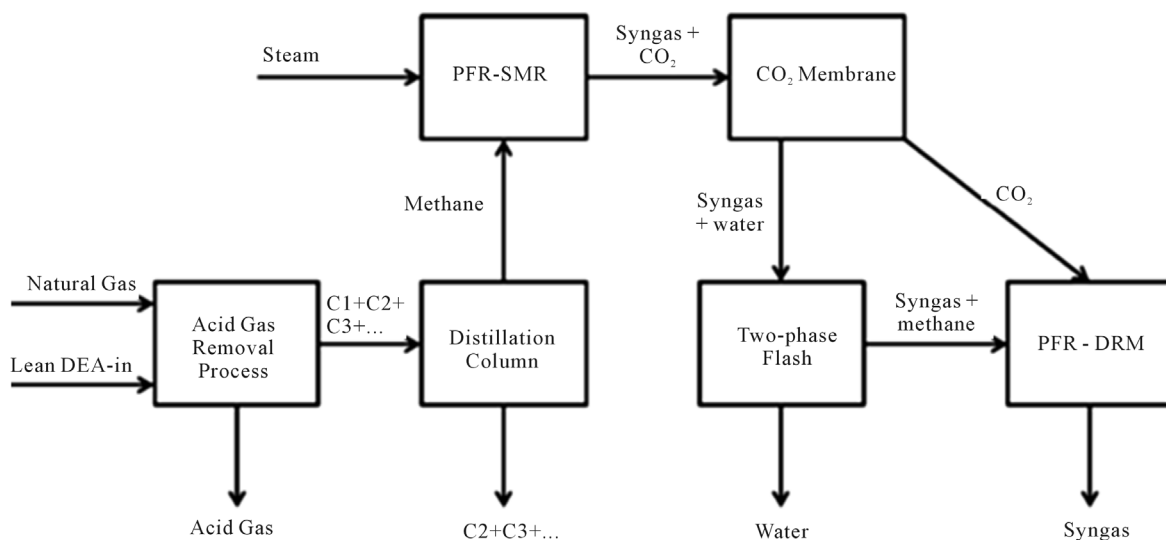 Steam
PFR-SMR
Syngas +
CO₂
CO₂ Membrane
Methane
Syngas
+ water
CO₂
Natural Gas
Lean DEA-in
Acid Gas
Removal
Process
C1+C2+
C3+...
Distillation
Column
Two-phase
Flash
Syngas +
methane
PFR - DRM
Acid Gas
C2+C3+...
Water
Syngas